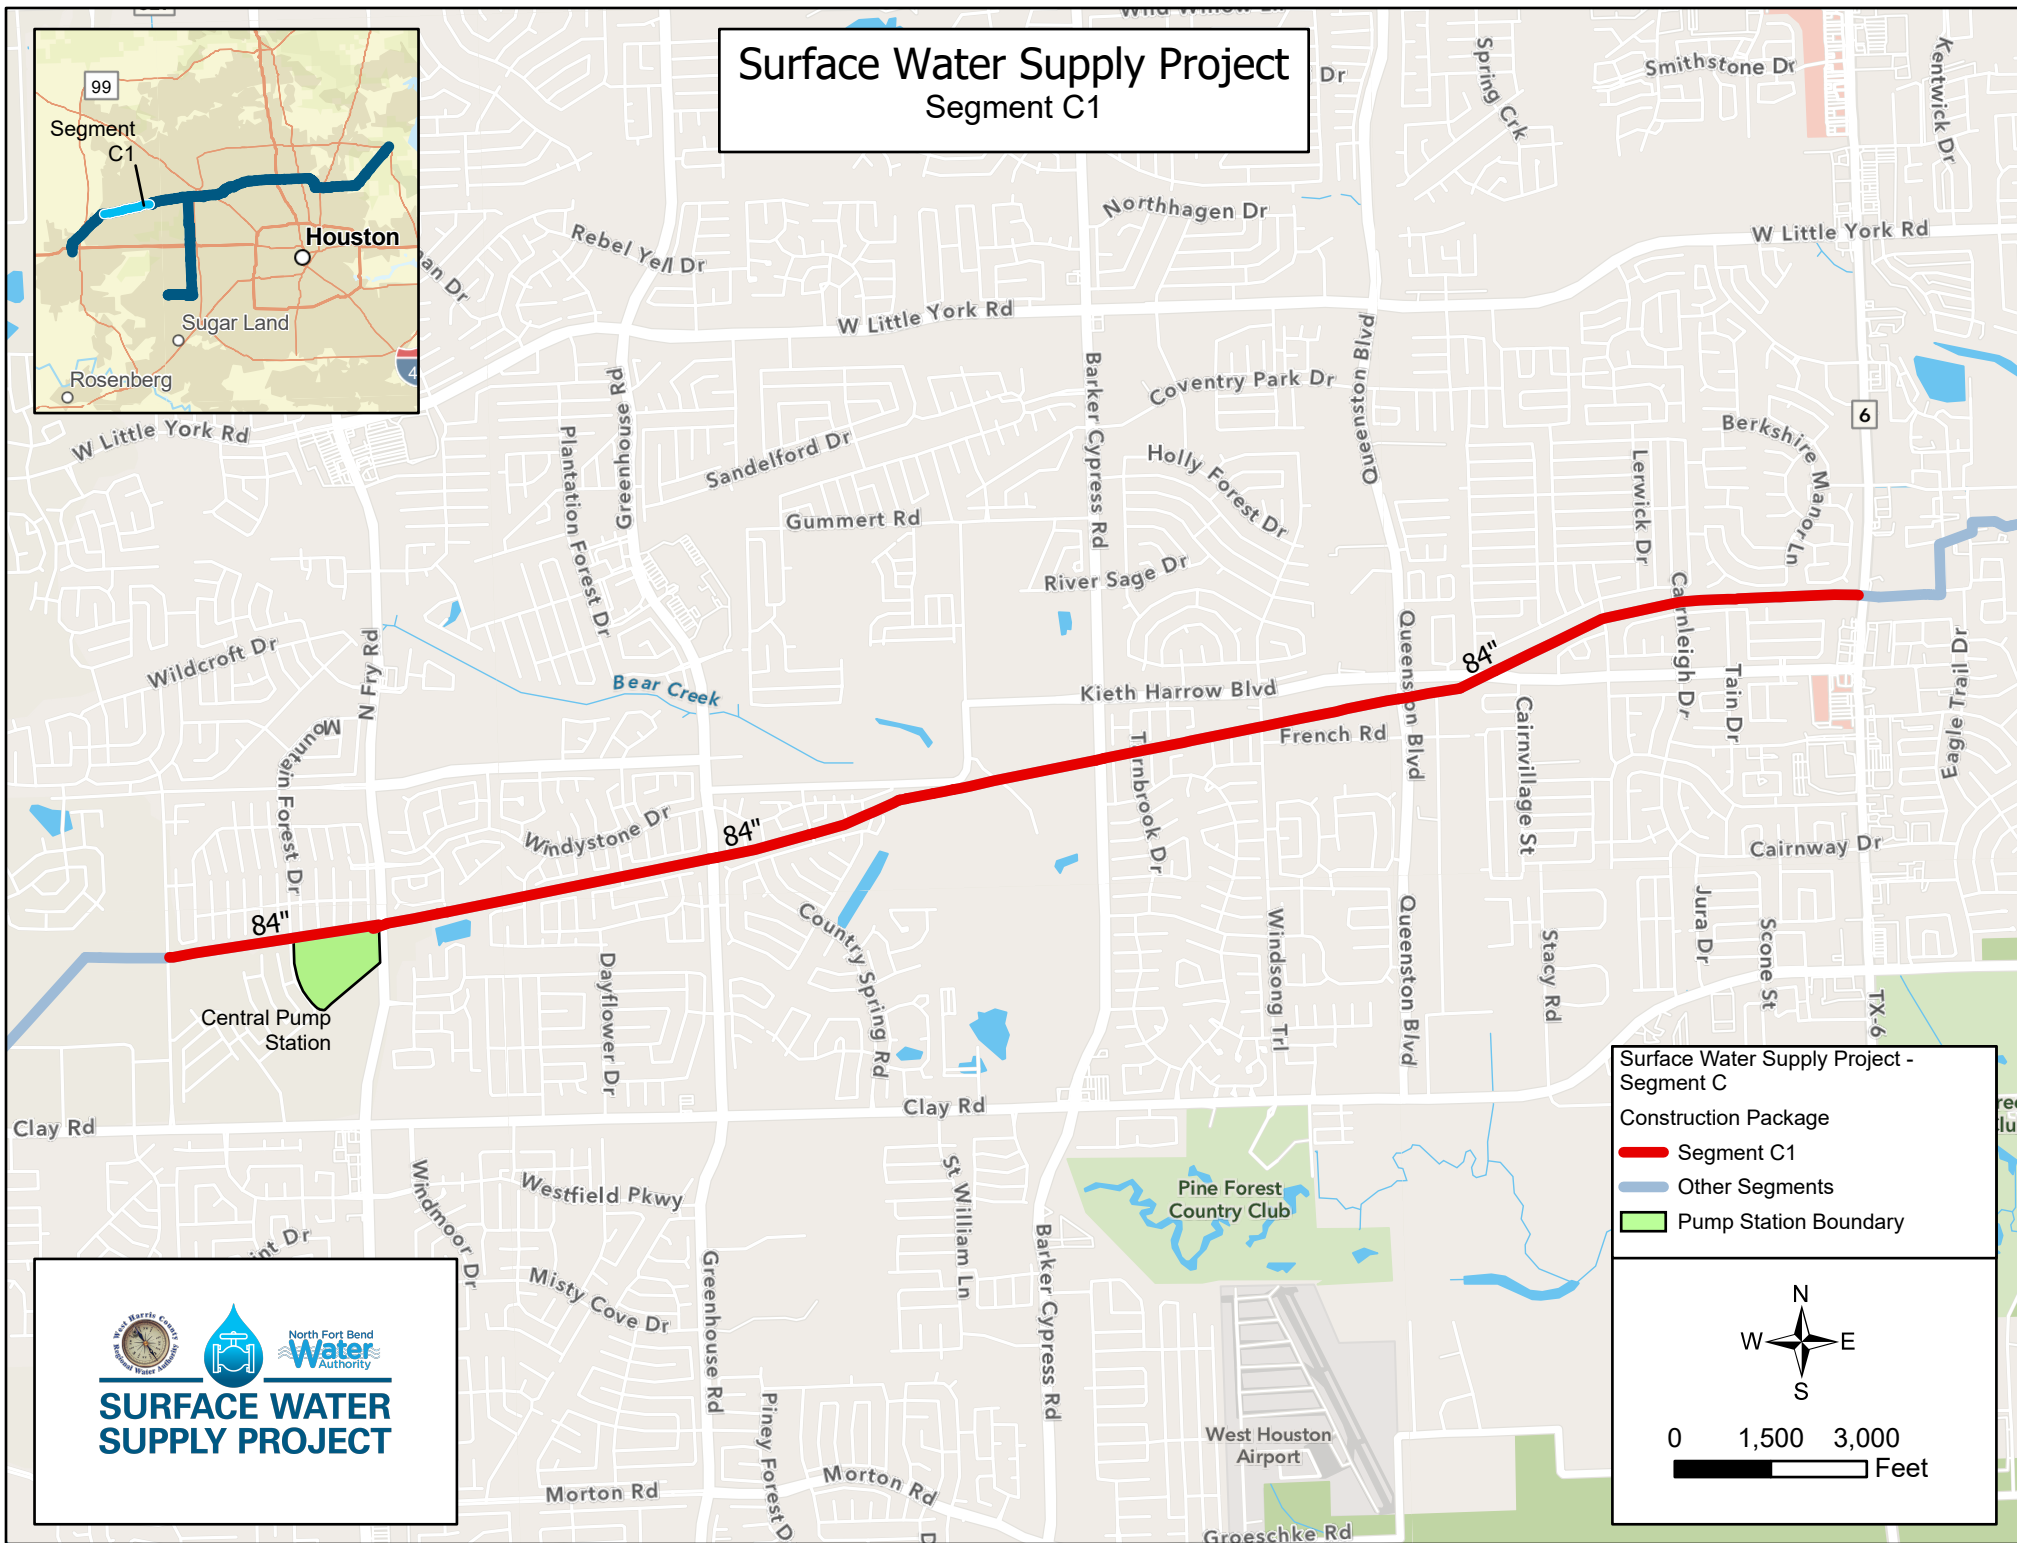 Surface Water Supply Project
Segment C1
99
Segment
C1
Houston
Sugar Land
Rosenberg
Dr
Spring Crk
Smithstone Dr
Kentwick Dr
Northhagen Dr
W Little York Rd
Rebel Yell Dr
W Little York Rd
Queenston Blvd
Barker Cypress Rd
Coventry Park Dr
Greenhouse Rd
6
Berkshire Manor Ln
W Little York Rd
Plantation Forest Dr
Sandelford Dr
Holly Forest Dr
Lerwick Dr
Gummert Rd
River Sage Dr
Cairnleigh Dr
Wildcroft Dr
N Fry Rd
Bear Creek
Kieth Harrow Blvd
Queenston Blvd
84"
Tain Dr
Eagle Trail Dr
Mountain Forest Dr
French Rd
Cairnvillage St
Windystone Dr
84"
Turnbrook Dr
Cairnway Dr
84"
Country Spring Rd
Windsong Trl
Queenston Blvd
Stacy Rd
Jura Dr
Scone St
Dayflower Dr
TX-6
Central Pump
Station
Clay Rd
Clay Rd
Surface Water Supply Project -
Segment C
Construction Package
Segment C1
Other Segments
Pump Station Boundary
Windmoor Dr
Westfield Pkwy
St William Ln
Pine Forest
Country Club
Barker Cypress Rd
Misty Cove Dr
Greenhouse Rd
N
W
E
S
0 1,500 3,000
Feet
West Harris County
Regional Water Authority
North Fort Bend
Water
Authority
SURFACE WATER
SUPPLY PROJECT
Piney Forest D
West Houston
Airport
Morton Rd
Morton Rd
Groeschke Rd